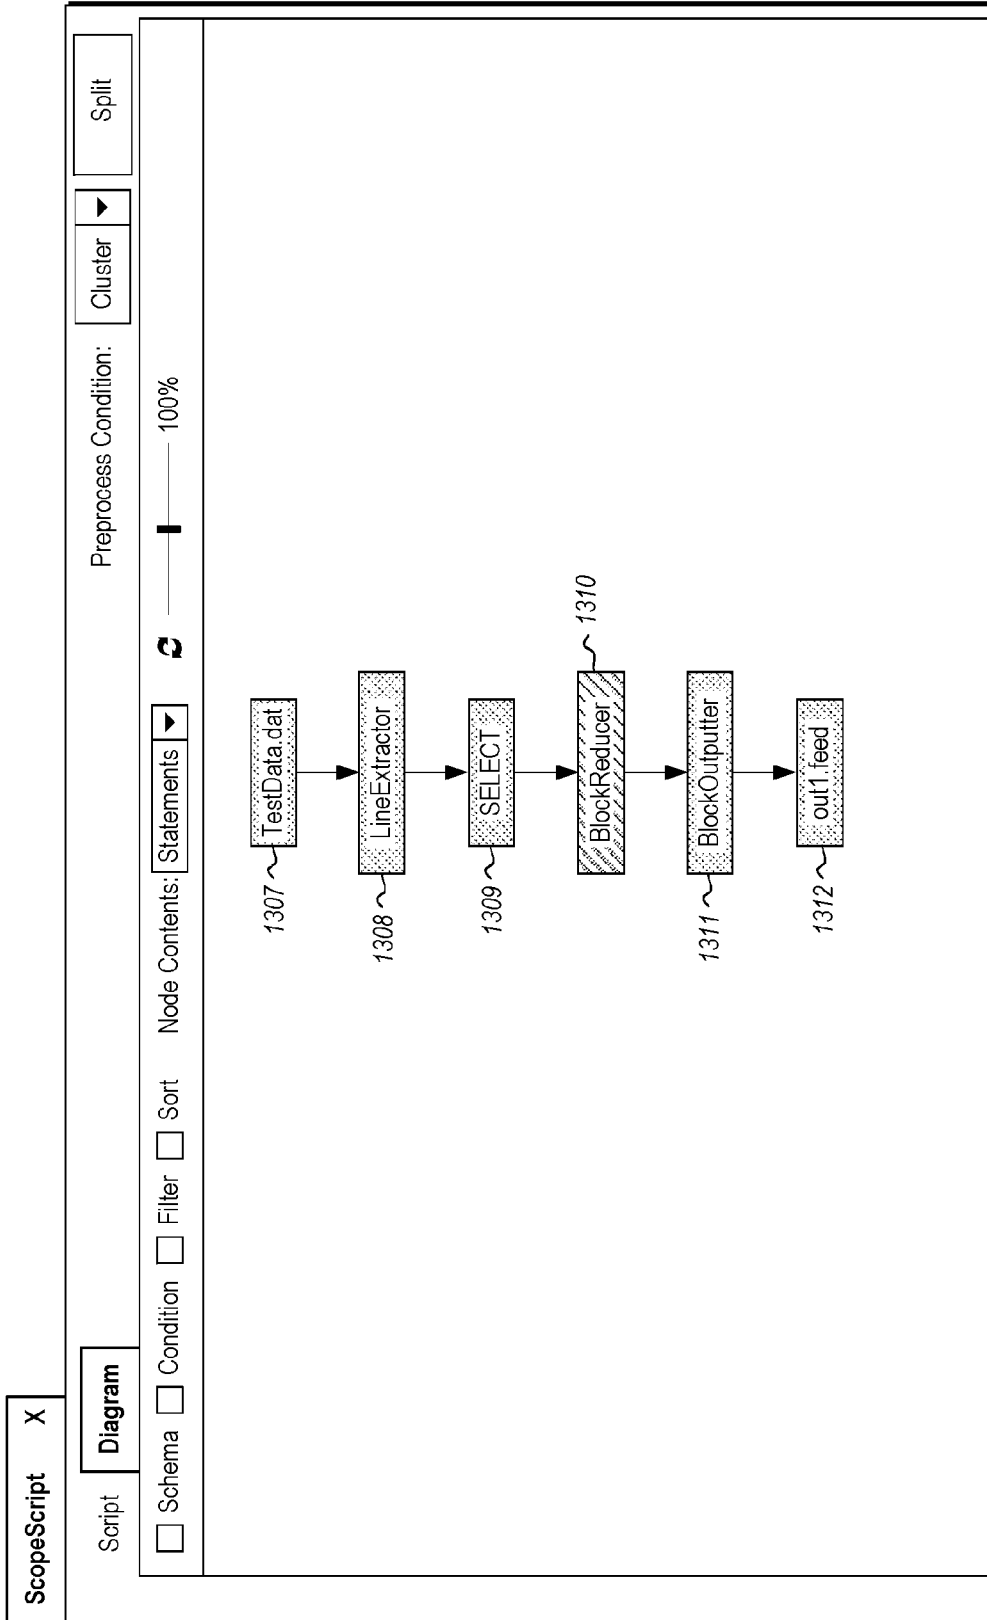 ScopeScript X
Script Diagram Preprocess Condition: Cluster Split
Schema Condition Filter Sort Node Contents: Statements 100%
1307 TestData.dat
1308 LineExtractor
1309 SELECT
BlockReducer 1310
1311 BlockOutputter
1312 out1.feed